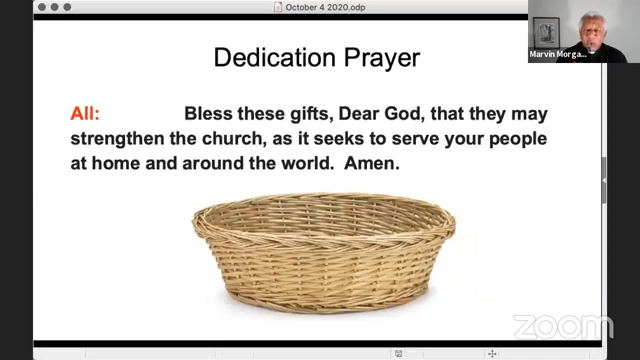 October 4 2020.odp
Marvin Morga...
Dedication Prayer
All: Bless these gifts, Dear God, that they may
strengthen the church, as it seeks to serve your people
at home and around the world. Amen.
zoom